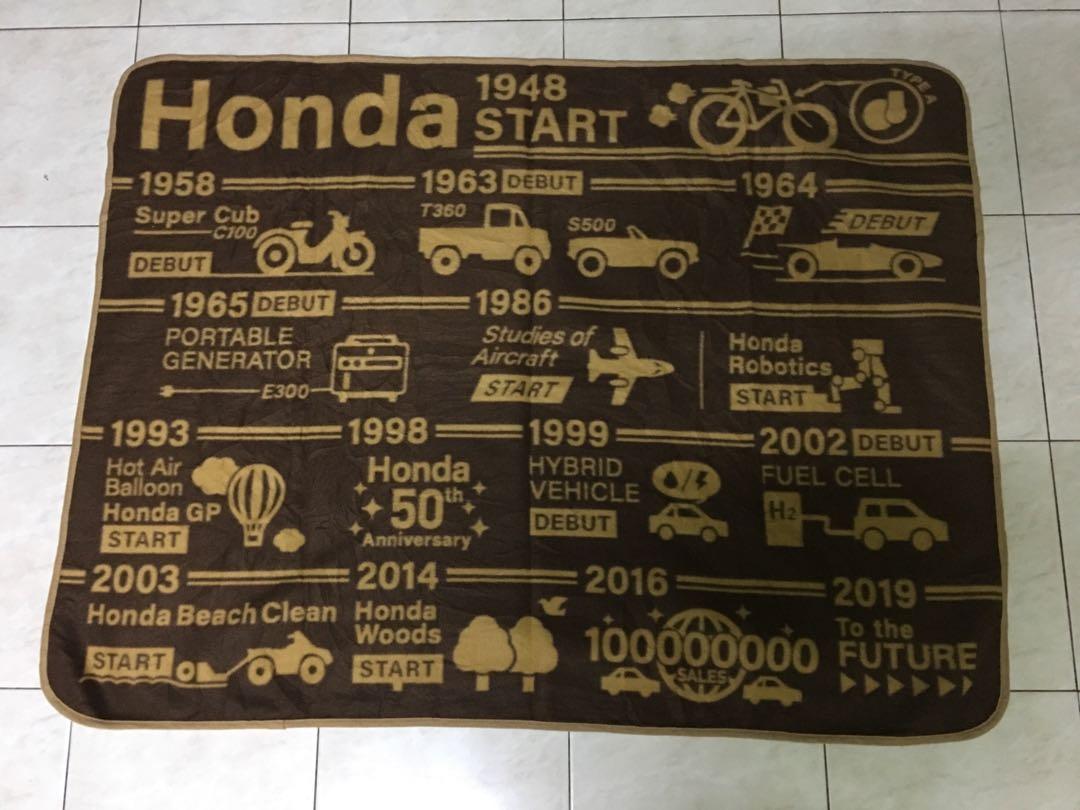 Honda
1948
START
TYPE A
1958
Super Cub
C100
DEBUT
1963 DEBUT
T360
S500
1964
DEBUT
1965 DEBUT
PORTABLE
GENERATOR
E300
1986
Studies of
Aircraft
START
Honda
Robotics
START
1993
Hot Air
Balloon
Honda GP
START
1998
Honda
50th
Anniversary
1999
HYBRID
VEHICLE
DEBUT
2002 DEBUT
FUEL CELL
H2
2003
Honda Beach Clean
START
2014
Honda
Woods
START
2016
100000000
SALES
2019
To the
FUTURE